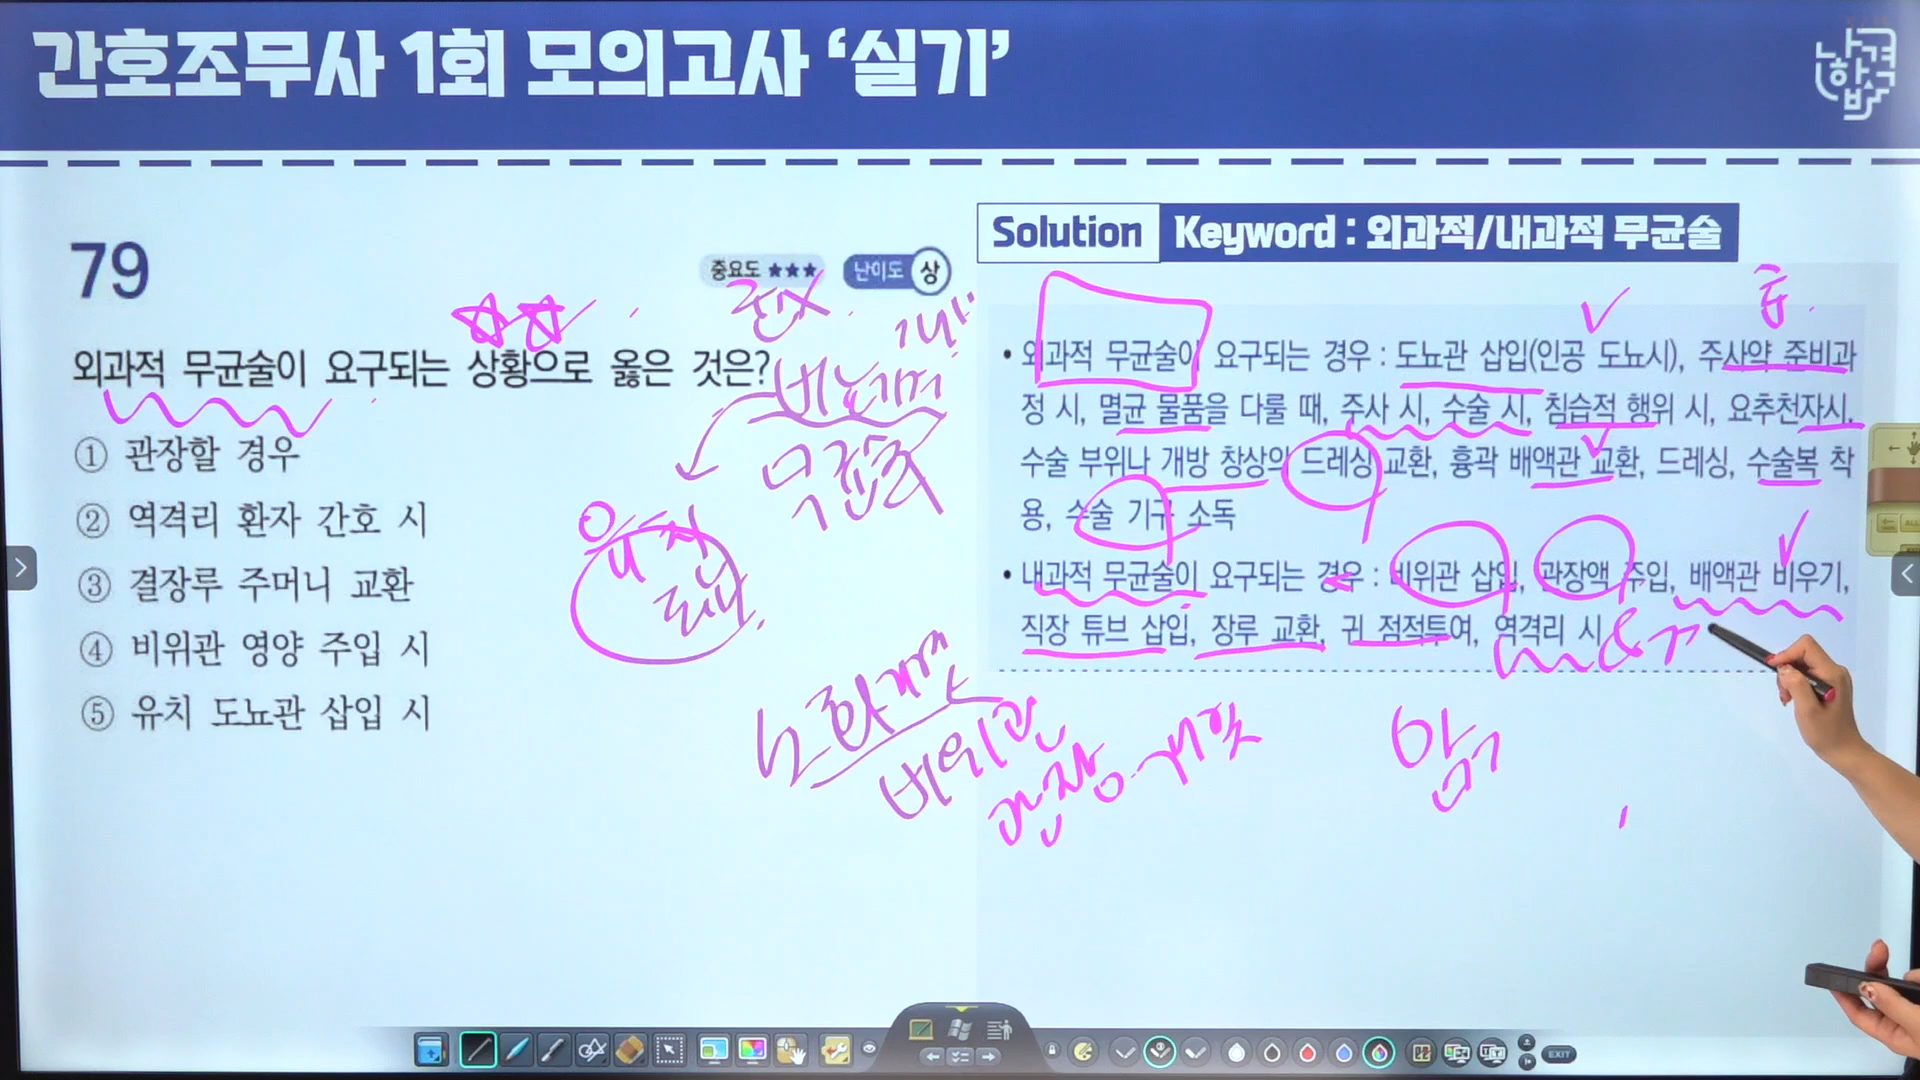 간호조무사 1회 모의고사 ‘실기’
나합격
79
중요도 ★★★ 난이도 상
외과적 무균술이 요구되는 상황으로 옳은 것은?
① 관장할 경우
② 역격리 환자 간호 시
③ 결장루 주머니 교환
④ 비위관 영양 주입 시
⑤ 유치 도뇨관 삽입 시
Solution Keyword : 외과적/내과적 무균술
• 외과적 무균술이 요구되는 경우 : 도뇨관 삽입(인공 도뇨시), 주사약 준비과
정 시, 멸균 물품을 다룰 때, 주사 시, 수술 시, 침습적 행위 시, 요추천자시,
수술 부위나 개방 창상의 드레싱 교환, 흉곽 배액관 교환, 드레싱, 수술복 착
용, 수술 기구 소독
• 내과적 무균술이 요구되는 경우 : 비위관 삽입, 관장액 주입, 배액관 비우기,
직장 튜브 삽입, 장루 교환, 귀 점적투여, 역격리 시
비뇨기계
무균술
유치
도뇨
소화계
비위관
관장
암기
EXIT